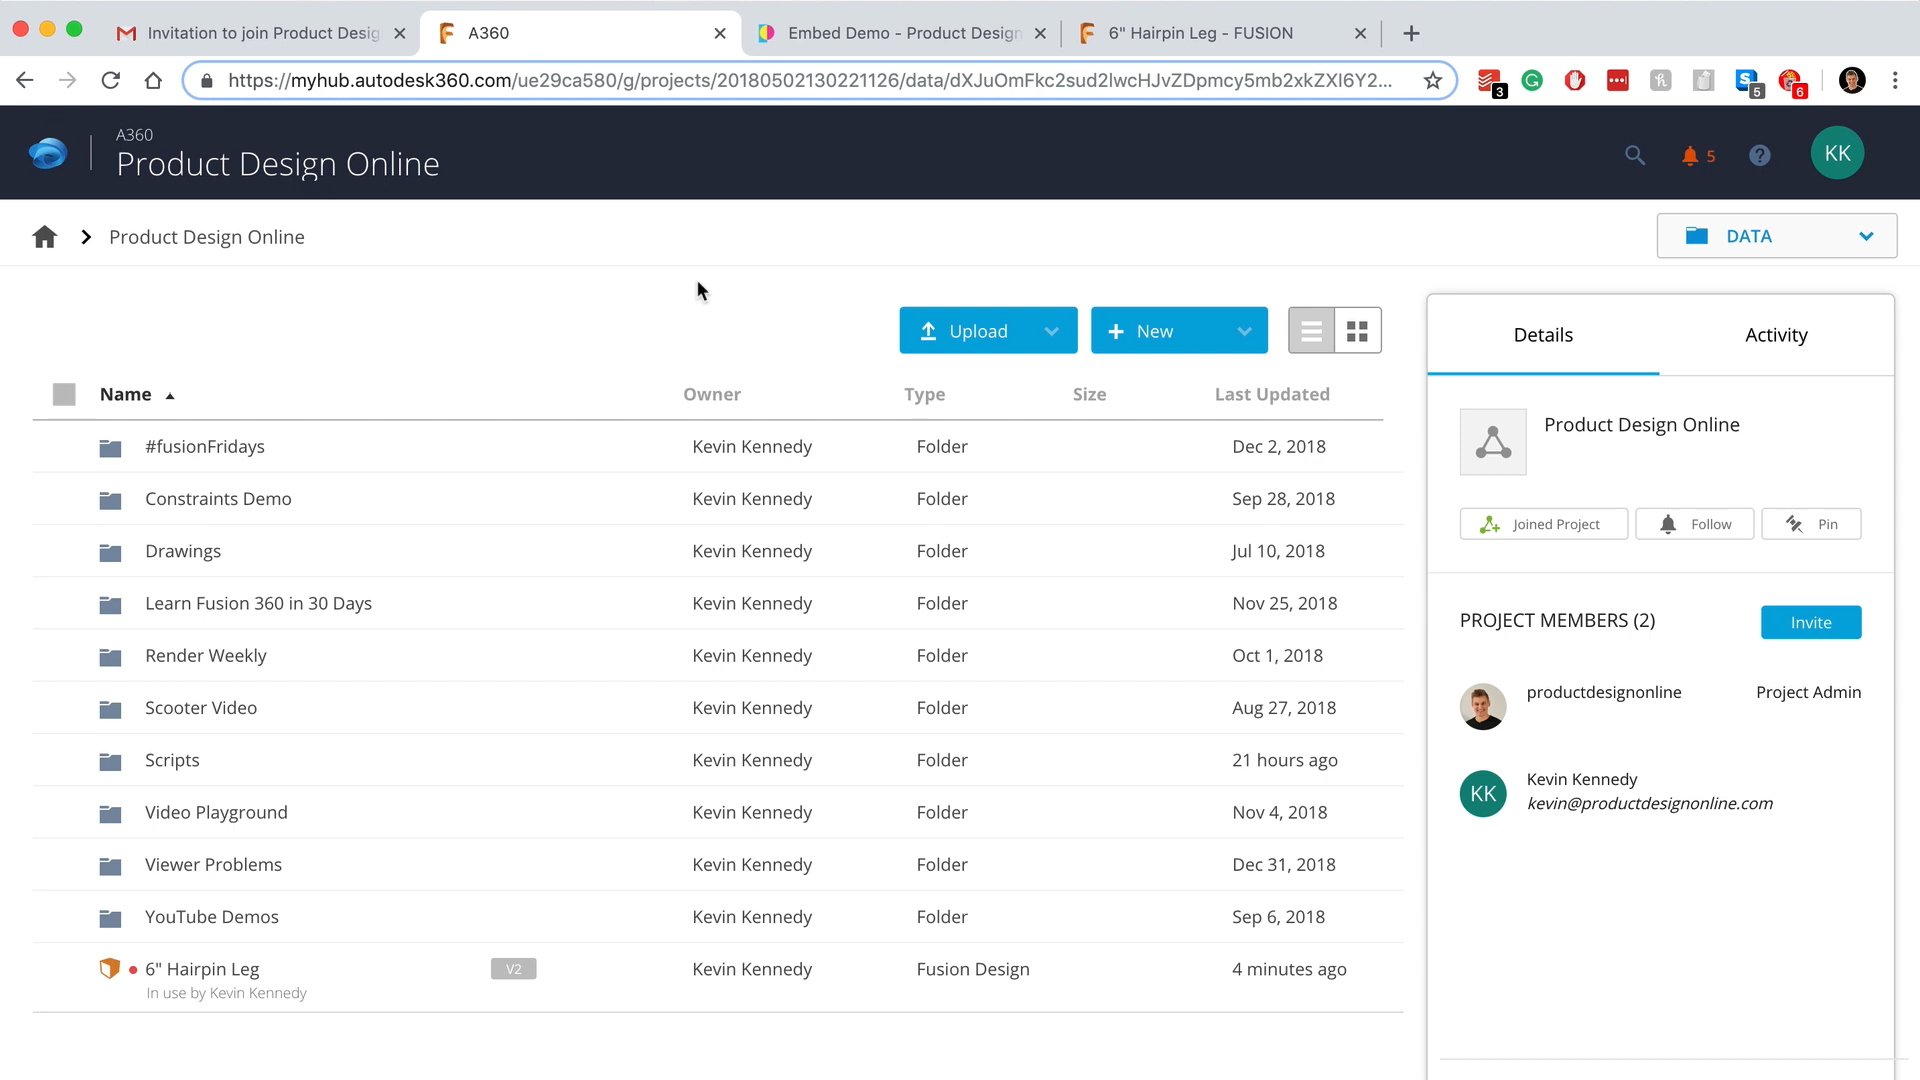 Invitation to join Product Desig
A360
Embed Demo - Product Design
6" Hairpin Leg - FUSION
https://myhub.autodesk360.com/ue29ca580/g/projects/20180502130221126/data/dXJuOmFkc2sud2lwcHJvZDpmcy5mb2xkZXI6Y2...
3
5
6
A360
Product Design Online
5
KK
Product Design Online
DATA
Upload
New
Details
Activity
Name
Owner
Type
Size
Last Updated
Product Design Online
#fusionFridays Kevin Kennedy Folder Dec 2, 2018
Constraints Demo Kevin Kennedy Folder Sep 28, 2018
Joined Project
Follow
Pin
Drawings Kevin Kennedy Folder Jul 10, 2018
Learn Fusion 360 in 30 Days Kevin Kennedy Folder Nov 25, 2018
PROJECT MEMBERS (2)
Invite
Render Weekly Kevin Kennedy Folder Oct 1, 2018
productdesignonline
Project Admin
Scooter Video Kevin Kennedy Folder Aug 27, 2018
Scripts Kevin Kennedy Folder 21 hours ago
KK
Kevin Kennedy
kevin@productdesignonline.com
Video Playground Kevin Kennedy Folder Nov 4, 2018
Viewer Problems Kevin Kennedy Folder Dec 31, 2018
YouTube Demos Kevin Kennedy Folder Sep 6, 2018
6" Hairpin Leg V2 Kevin Kennedy Fusion Design 4 minutes ago
In use by Kevin Kennedy